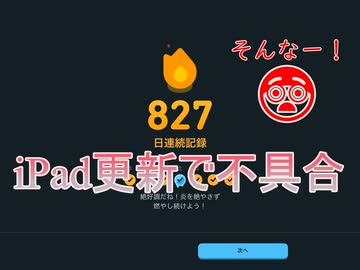 そんなー！
827
日連続記録
iPad更新で不具合
絶好調だね！炎を絶やさず
燃やし続けよう！
次へ